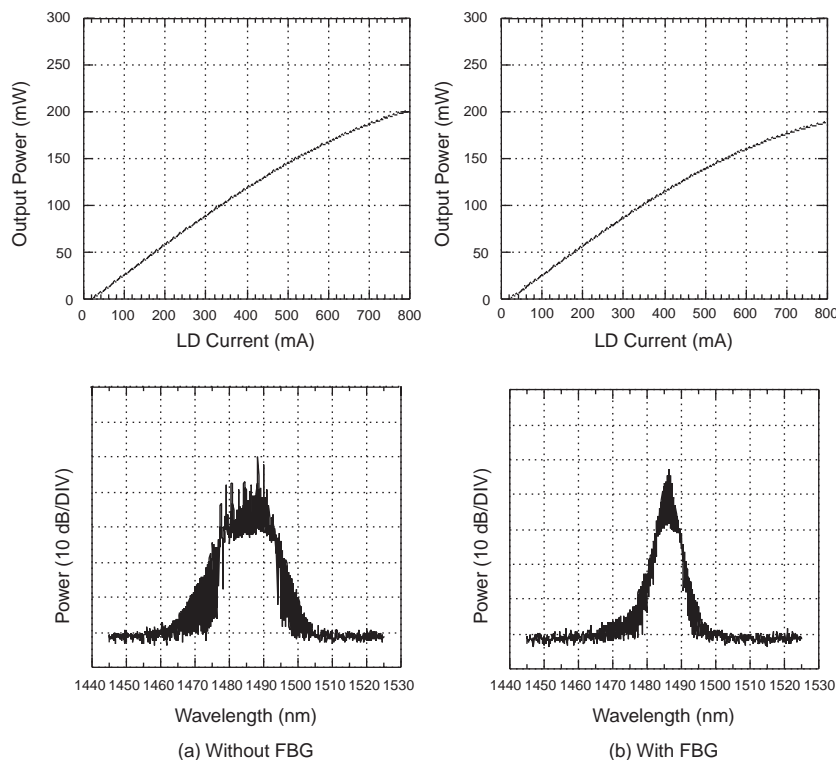 300
250
200
150
100
50
0
Output Power (mW)
0 100 200 300 400 500 600 700 800
LD Current (mA)
300
250
200
150
100
50
0
Output Power (mW)
0 100 200 300 400 500 600 700 800
LD Current (mA)
Power (10 dB/DIV)
1440 1450 1460 1470 1480 1490 1500 1510 1520 1530
Wavelength (nm)
(a) Without FBG
Power (10 dB/DIV)
1440 1450 1460 1470 1480 1490 1500 1510 1520 1530
Wavelength (nm)
(b) With FBG